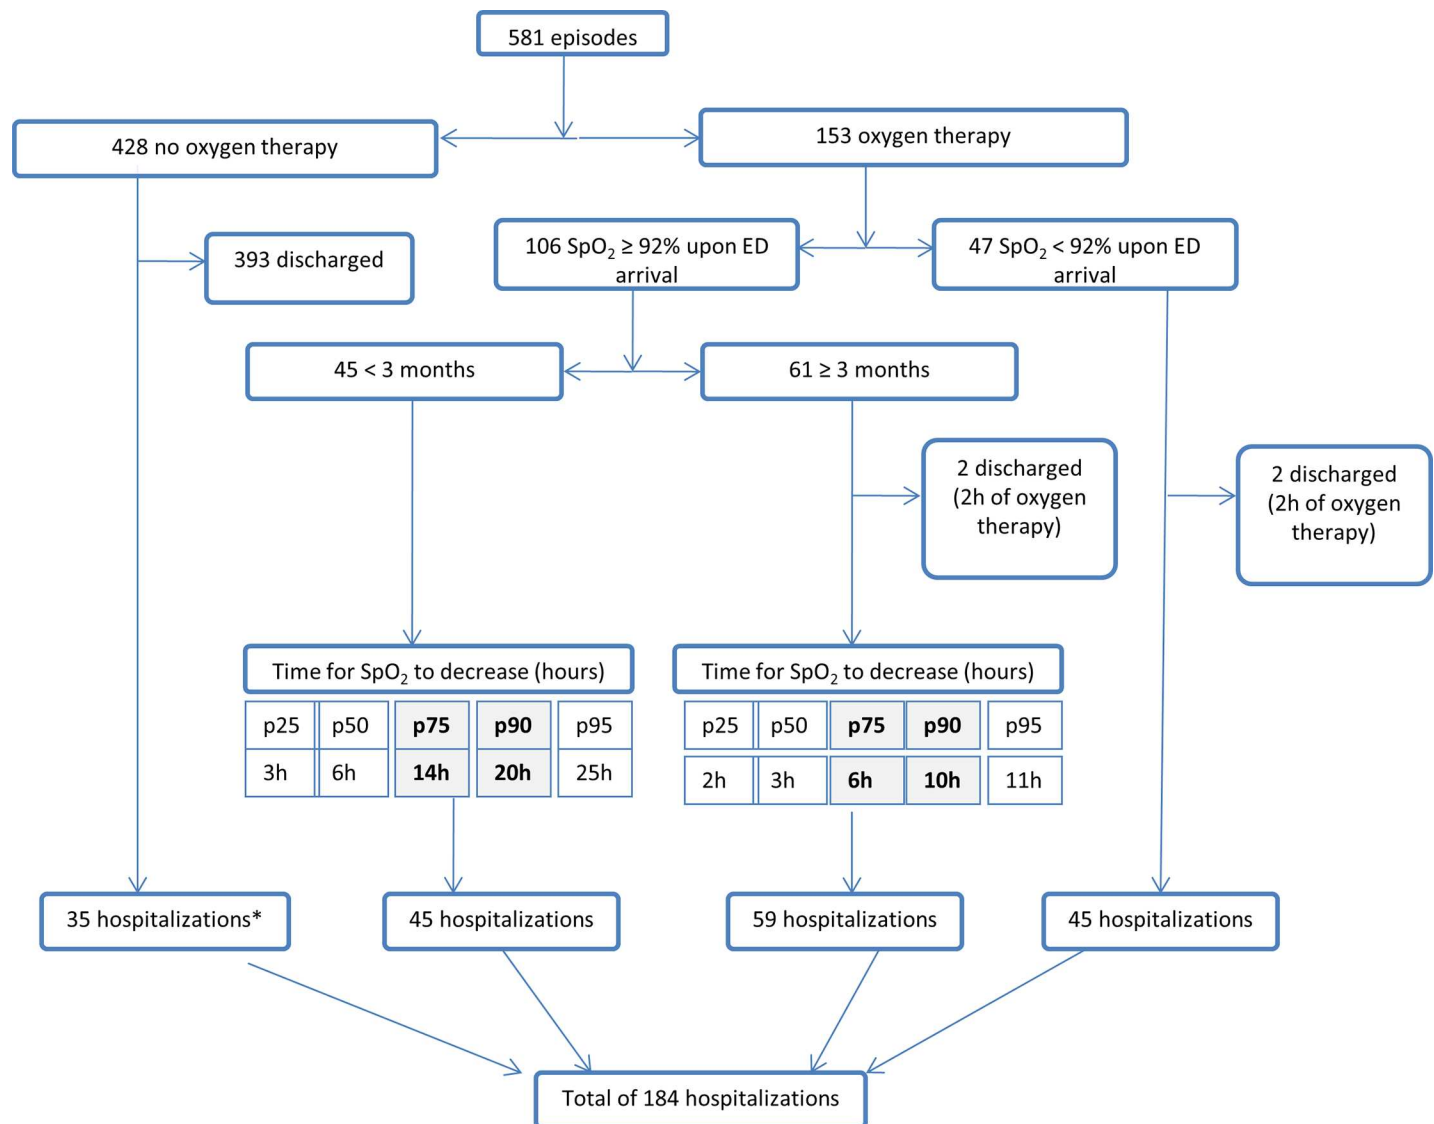 581 episodes
428 no oxygen therapy
153 oxygen therapy
393 discharged
106 SpO₂ ≥ 92% upon ED
arrival
47 SpO₂ < 92% upon ED
arrival
45 < 3 months
61 ≥ 3 months
2 discharged
(2h of oxygen
therapy)
2 discharged
(2h of oxygen
therapy)
Time for SpO₂ to decrease (hours)
p25 p50 p75 p90 p95
3h 6h 14h 20h 25h
Time for SpO₂ to decrease (hours)
p25 p50 p75 p90 p95
2h 3h 6h 10h 11h
35 hospitalizations*
45 hospitalizations
59 hospitalizations
45 hospitalizations
Total of 184 hospitalizations